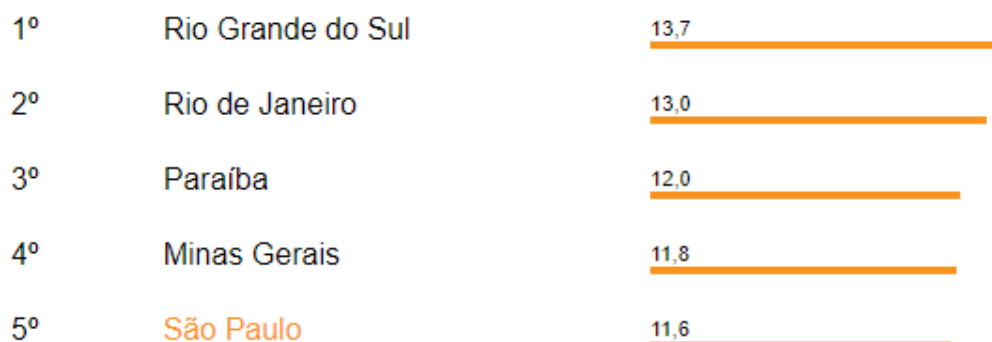 1º Rio Grande do Sul 13,7
2º Rio de Janeiro 13,0
3º Paraíba 12,0
4º Minas Gerais 11,8
5º São Paulo 11,6